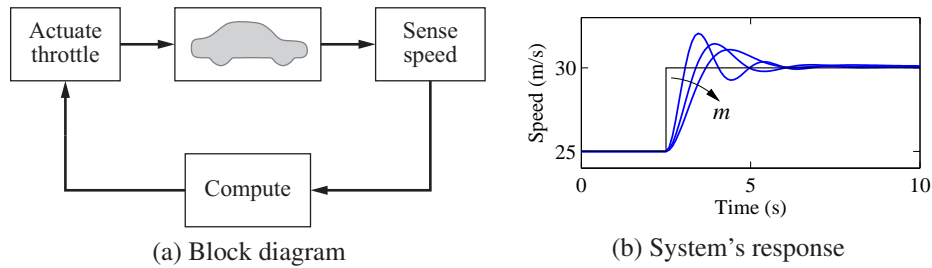 Actuate
throttle
Sense
speed
Compute
(a) Block diagram
Speed (m/s)
30
25
m
0
5
10
Time (s)
(b) System’s response